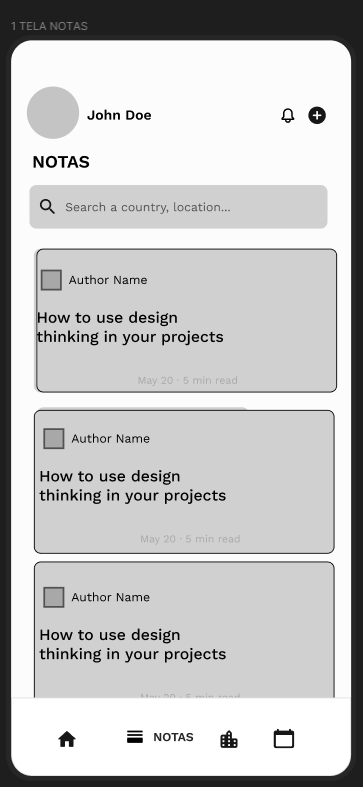 1 TELA NOTAS
John Doe
NOTAS
Search a country, location...
Author Name
How to use design
thinking in your projects
May 20 · 5 min read
Author Name
How to use design
thinking in your projects
May 20 · 5 min read
Author Name
How to use design
thinking in your projects
May 20 · 5 min read
NOTAS